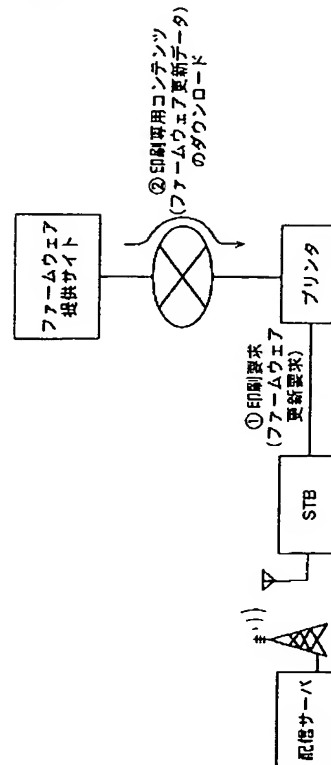 ファームウェア
提供サイト
②印刷専用コンテンツ
(ファームウェア更新データ)
のダウンロード
プリンタ
①印刷要求
(ファームウェア
更新要求)
STB
配信サーバ